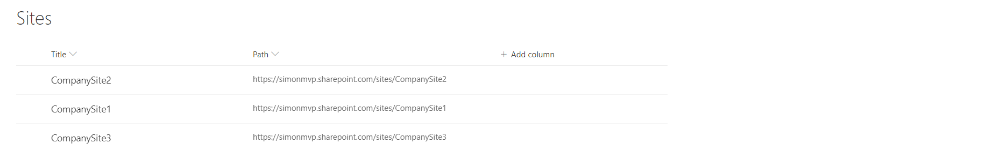 Sites
Title Path + Add column
CompanySite2 https://simonmvp.sharepoint.com/sites/CompanySite2
CompanySite1 https://simonmvp.sharepoint.com/sites/CompanySite1
CompanySite3 https://simonmvp.sharepoint.com/sites/CompanySite3